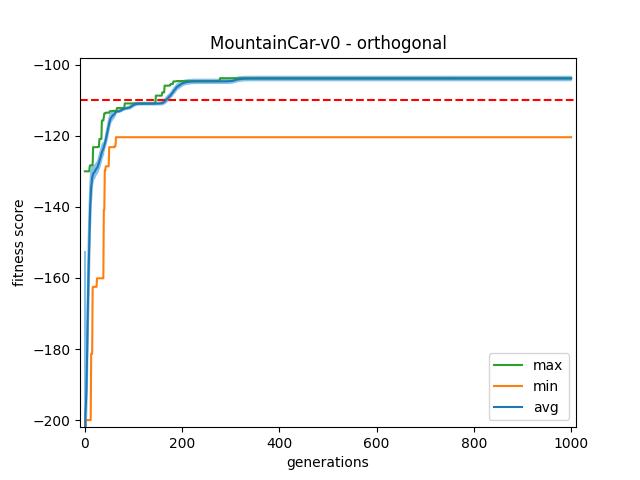 MountainCar-v0 - orthogonal
−100
−120
−140
−160
−180
−200
fitness score
0
200
400
600
800
1000
generations
max
min
avg